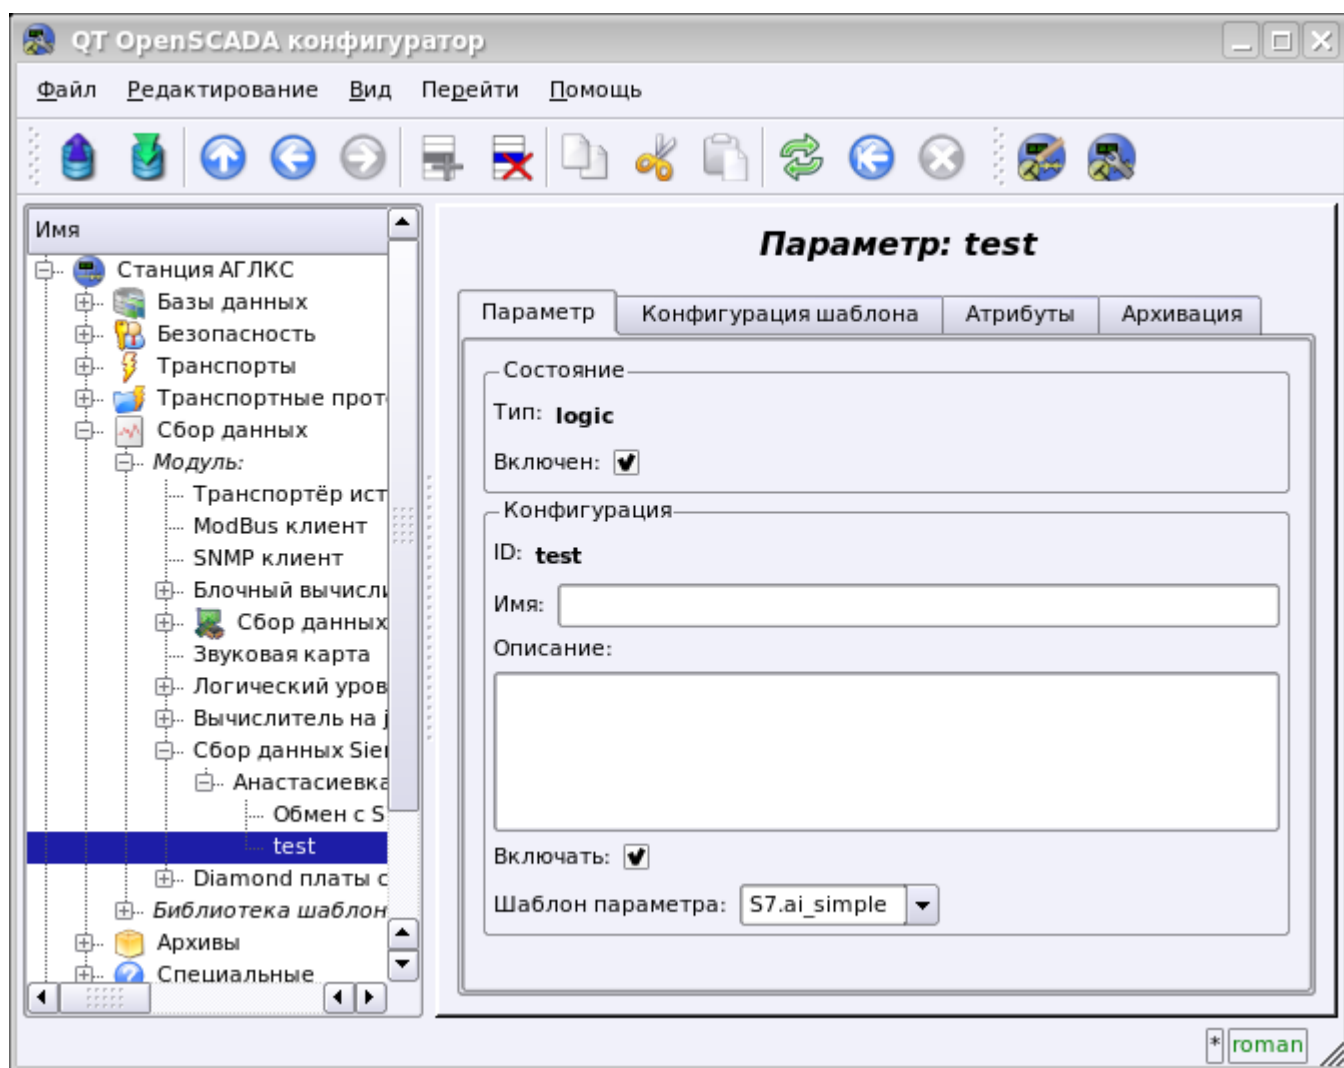 QT OpenSCADA конфигуратор
Файл Редактирование Вид Перейти Помощь
Имя
Станция АГЛКС
Базы данных
Безопасность
Транспорты
Транспортные прот
Сбор данных
Модуль:
Транспортёр ист
ModBus клиент
SNMP клиент
Блочный вычисли
Сбор данных
Звуковая карта
Логический уров
Вычислитель на j
Сбор данных Sie
Анастасиевка
Обмен с S
test
Diamond платы с
Библиотека шаблон
Архивы
Специальные
Параметр: test
Параметр Конфигурация шаблона Атрибуты Архивация
Состояние
Тип: logic
Включен:
Конфигурация
ID: test
Имя:
Описание:
Включать:
Шаблон параметра: S7.ai_simple
* roman